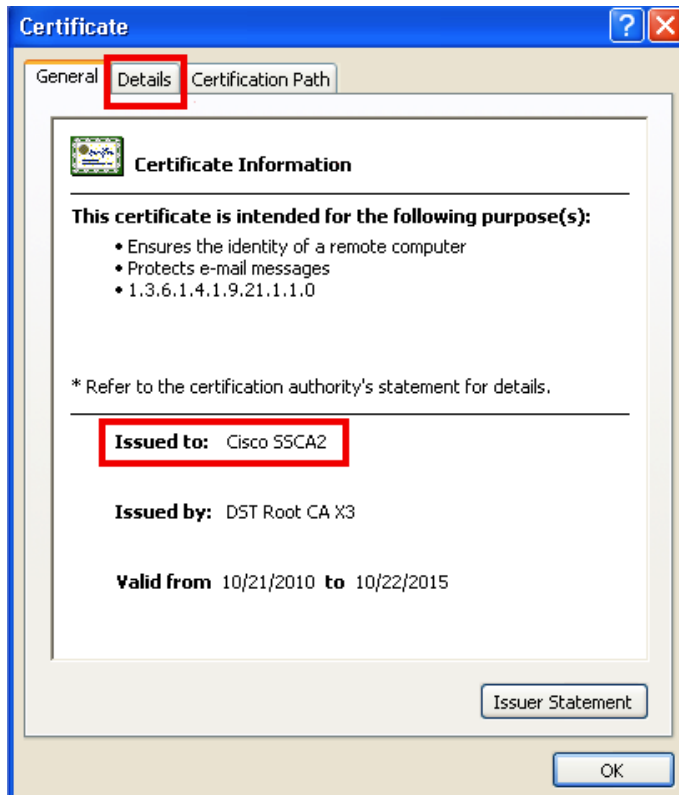 Certificate
General Details Certification Path
Certificate Information
This certificate is intended for the following purpose(s):
• Ensures the identity of a remote computer
• Protects e-mail messages
• 1.3.6.1.4.1.9.21.1.1.0
* Refer to the certification authority's statement for details.
Issued to: Cisco SSCA2
Issued by: DST Root CA X3
Valid from 10/21/2010 to 10/22/2015
Issuer Statement
OK